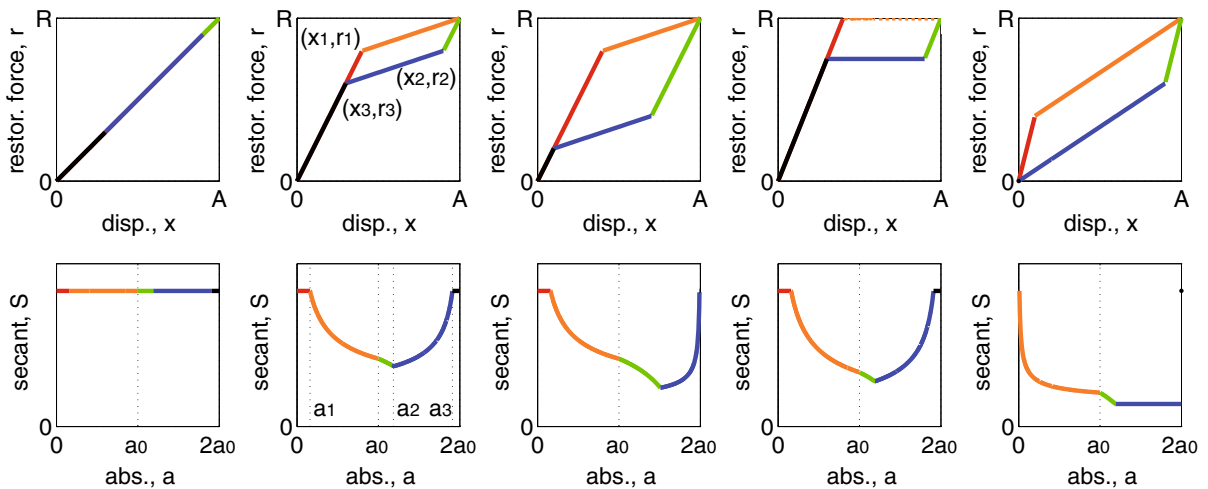 R
restor. force, r
0
0
A
disp., x
R
restor. force, r
(x1,r1)
(x2,r2)
(x3,r3)
0
0
A
disp., x
R
restor. force, r
0
0
A
disp., x
R
restor. force, r
0
0
A
disp., x
R
restor. force, r
0
0
A
disp., x
secant, S
0
0
a0
2a0
abs., a
secant, S
a1
a2
a3
0
0
a0
2a0
abs., a
secant, S
0
0
a0
2a0
abs., a
secant, S
0
0
a0
2a0
abs., a
secant, S
0
0
a0
2a0
abs., a